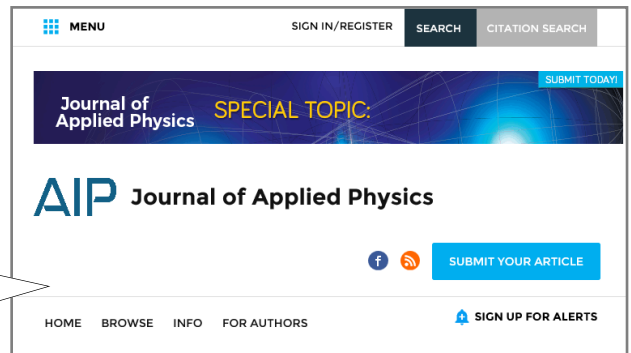 MENU SIGN IN/REGISTER SEARCH CITATION SEARCH
SUBMIT TODAY!
Journal of
Applied Physics
SPECIAL TOPIC:
AIP Journal of Applied Physics
f SUBMIT YOUR ARTICLE
HOME BROWSE INFO FOR AUTHORS SIGN UP FOR ALERTS